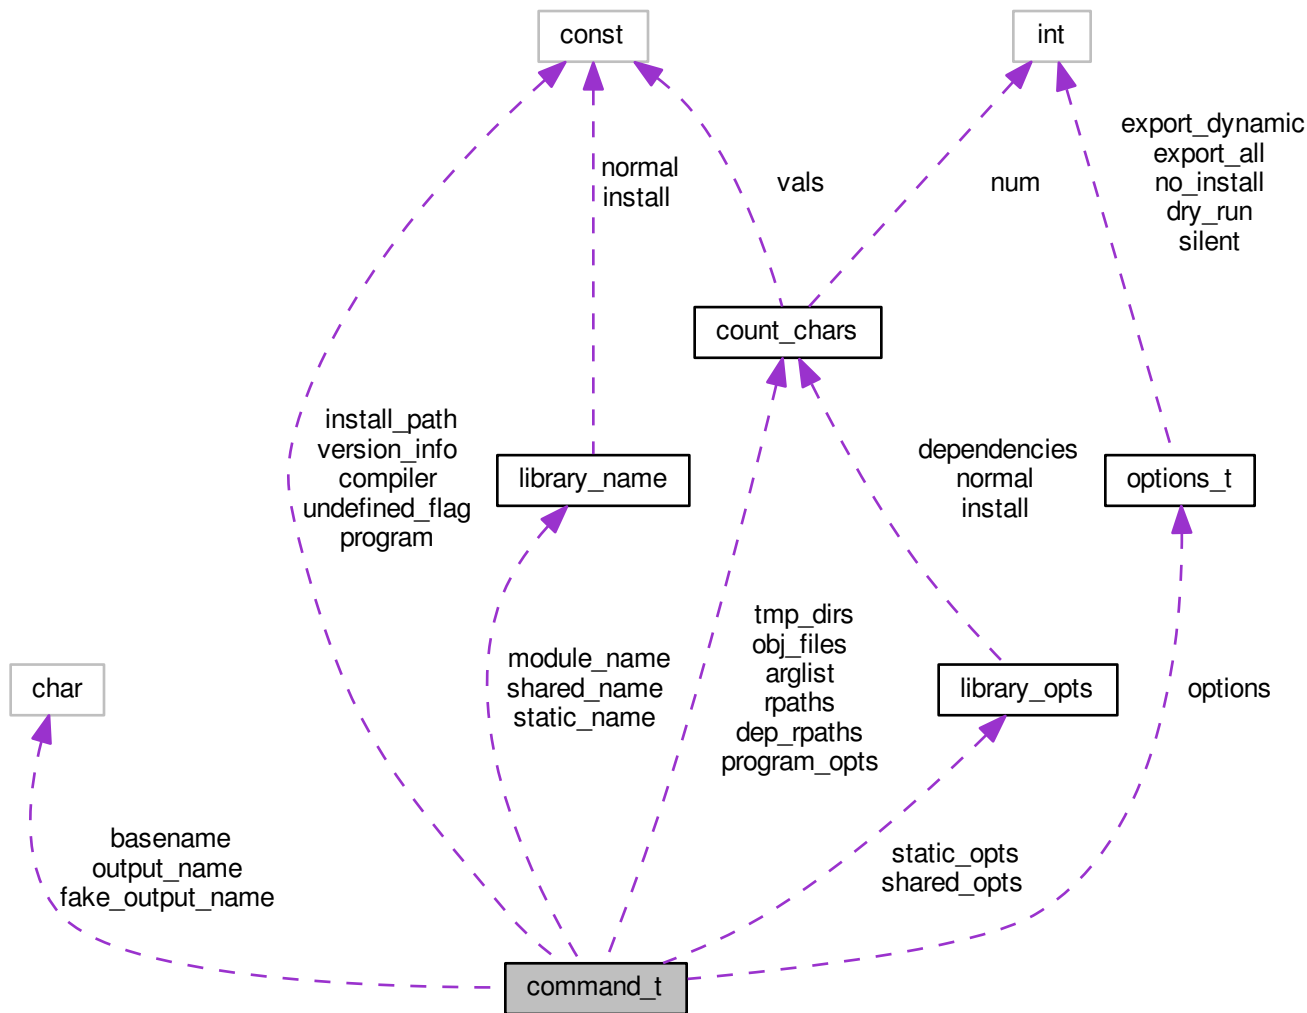 const
int
export_dynamic
export_all
no_install
dry_run
silent
normal
install
vals
num
count_chars
install_path
version_info
compiler
undefined_flag
program
library_name
dependencies
normal
install
options_t
tmp_dirs
obj_files
arglist
rpaths
dep_rpaths
program_opts
module_name
shared_name
static_name
char
library_opts
options
basename
output_name
fake_output_name
static_opts
shared_opts
command_t